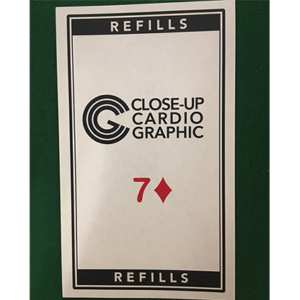 REFILLS
CLOSE-UP
CARDIO
GRAPHIC
7♦
REFILLS